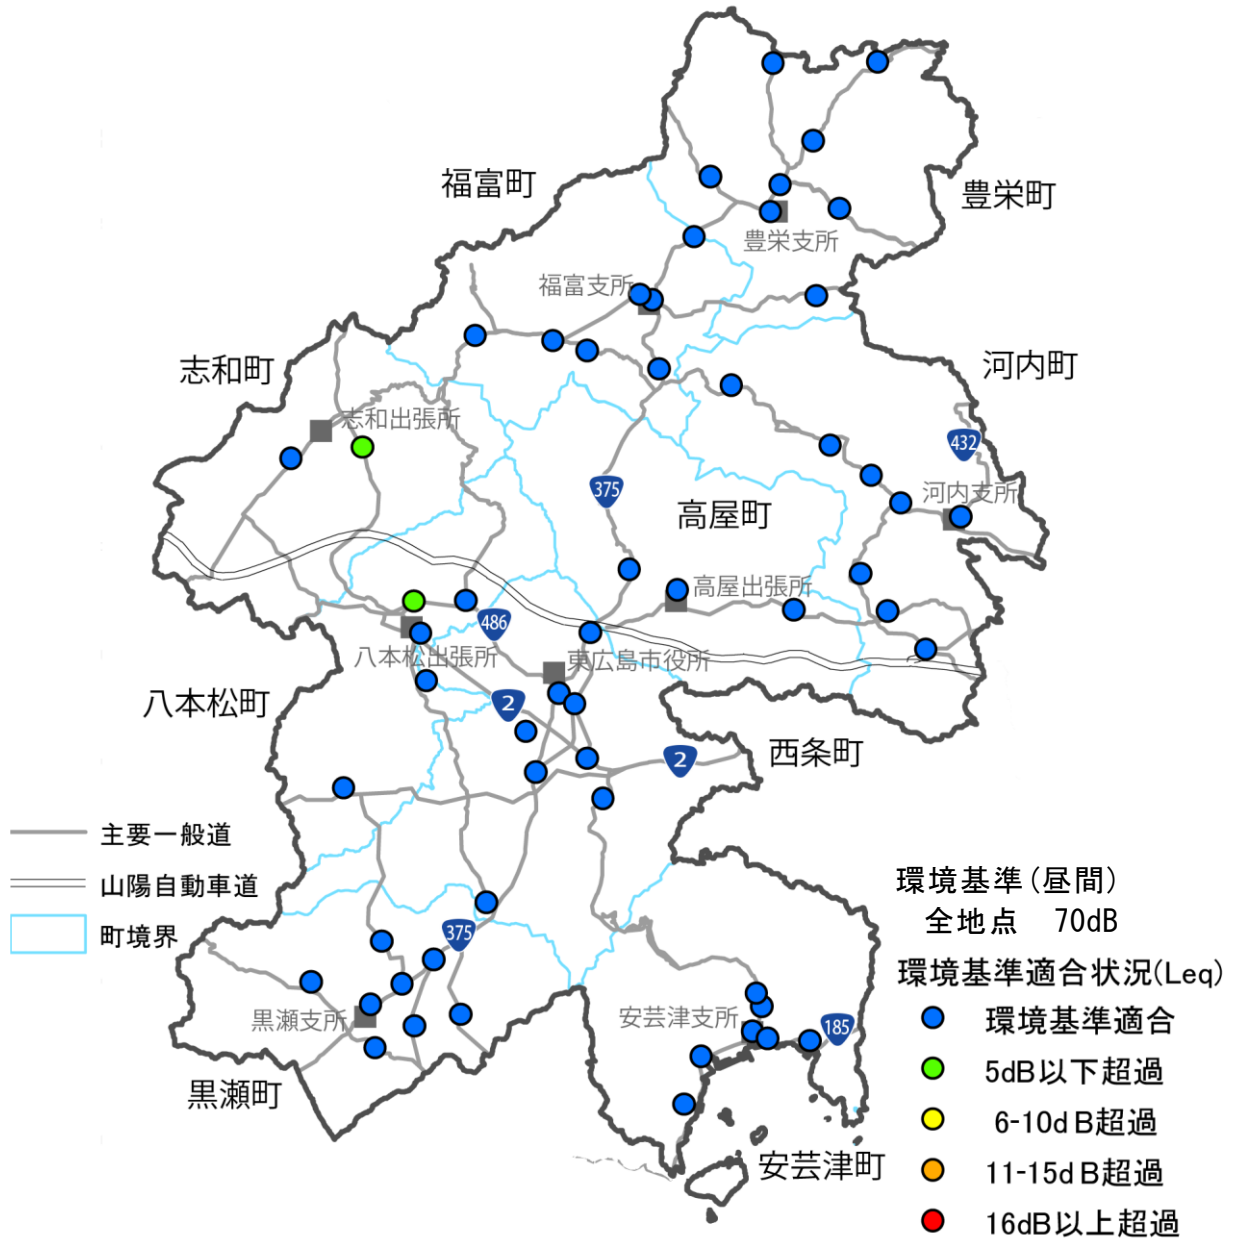 福富町
豊栄町
豊栄支所
福富支所
志和町
河内町
志和出張所
432
375
河内支所
高屋町
高屋出張所
486
八本松出張所
東広島市役所
八本松町
2
西条町
2
主要一般道
山陽自動車道
町境界
環境基準(昼間)
全地点 70dB
環境基準適合状況(Leq)
環境基準適合
5dB以下超過
6-10dB超過
11-15dB超過
16dB以上超過
375
黒瀬支所
安芸津支所
185
黒瀬町
安芸津町